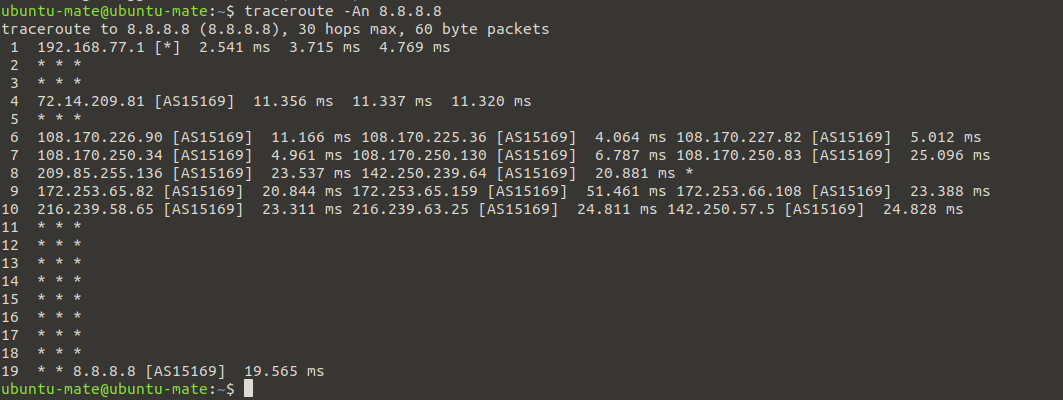 ubuntu-mate@ubuntu-mate:~$ traceroute -An 8.8.8.8
traceroute to 8.8.8.8 (8.8.8.8), 30 hops max, 60 byte packets
 1  192.168.77.1 [*]  2.541 ms  3.715 ms  4.769 ms
 2  * * *
 3  * * *
 4  72.14.209.81 [AS15169]  11.356 ms  11.337 ms  11.320 ms
 5  * * *
 6  108.170.226.90 [AS15169]  11.166 ms 108.170.225.36 [AS15169]  4.064 ms 108.170.227.82 [AS15169]  5.012 ms
 7  108.170.250.34 [AS15169]  4.961 ms 108.170.250.130 [AS15169]  6.787 ms 108.170.250.83 [AS15169]  25.096 ms
 8  209.85.255.136 [AS15169]  23.537 ms 142.250.239.64 [AS15169]  20.881 ms *
 9  172.253.65.82 [AS15169]  20.844 ms 172.253.65.159 [AS15169]  51.461 ms 172.253.66.108 [AS15169]  23.388 ms
10  216.239.58.65 [AS15169]  23.311 ms 216.239.63.25 [AS15169]  24.811 ms 142.250.57.5 [AS15169]  24.828 ms
11  * * *
12  * * *
13  * * *
14  * * *
15  * * *
16  * * *
17  * * *
18  * * *
19  * * 8.8.8.8 [AS15169]  19.565 ms
ubuntu-mate@ubuntu-mate:~$